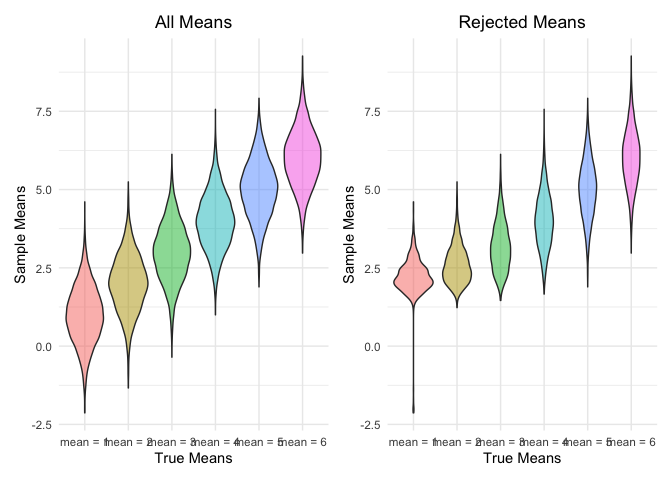 All Means
Rejected Means
Sample Means
7.5
5.0
2.5
0.0
-2.5
mean = 1 mean = 2 mean = 3 mean = 4 mean = 5 mean = 6
True Means
Sample Means
7.5
5.0
2.5
0.0
-2.5
mean = 1 mean = 2 mean = 3 mean = 4 mean = 5 mean = 6
True Means